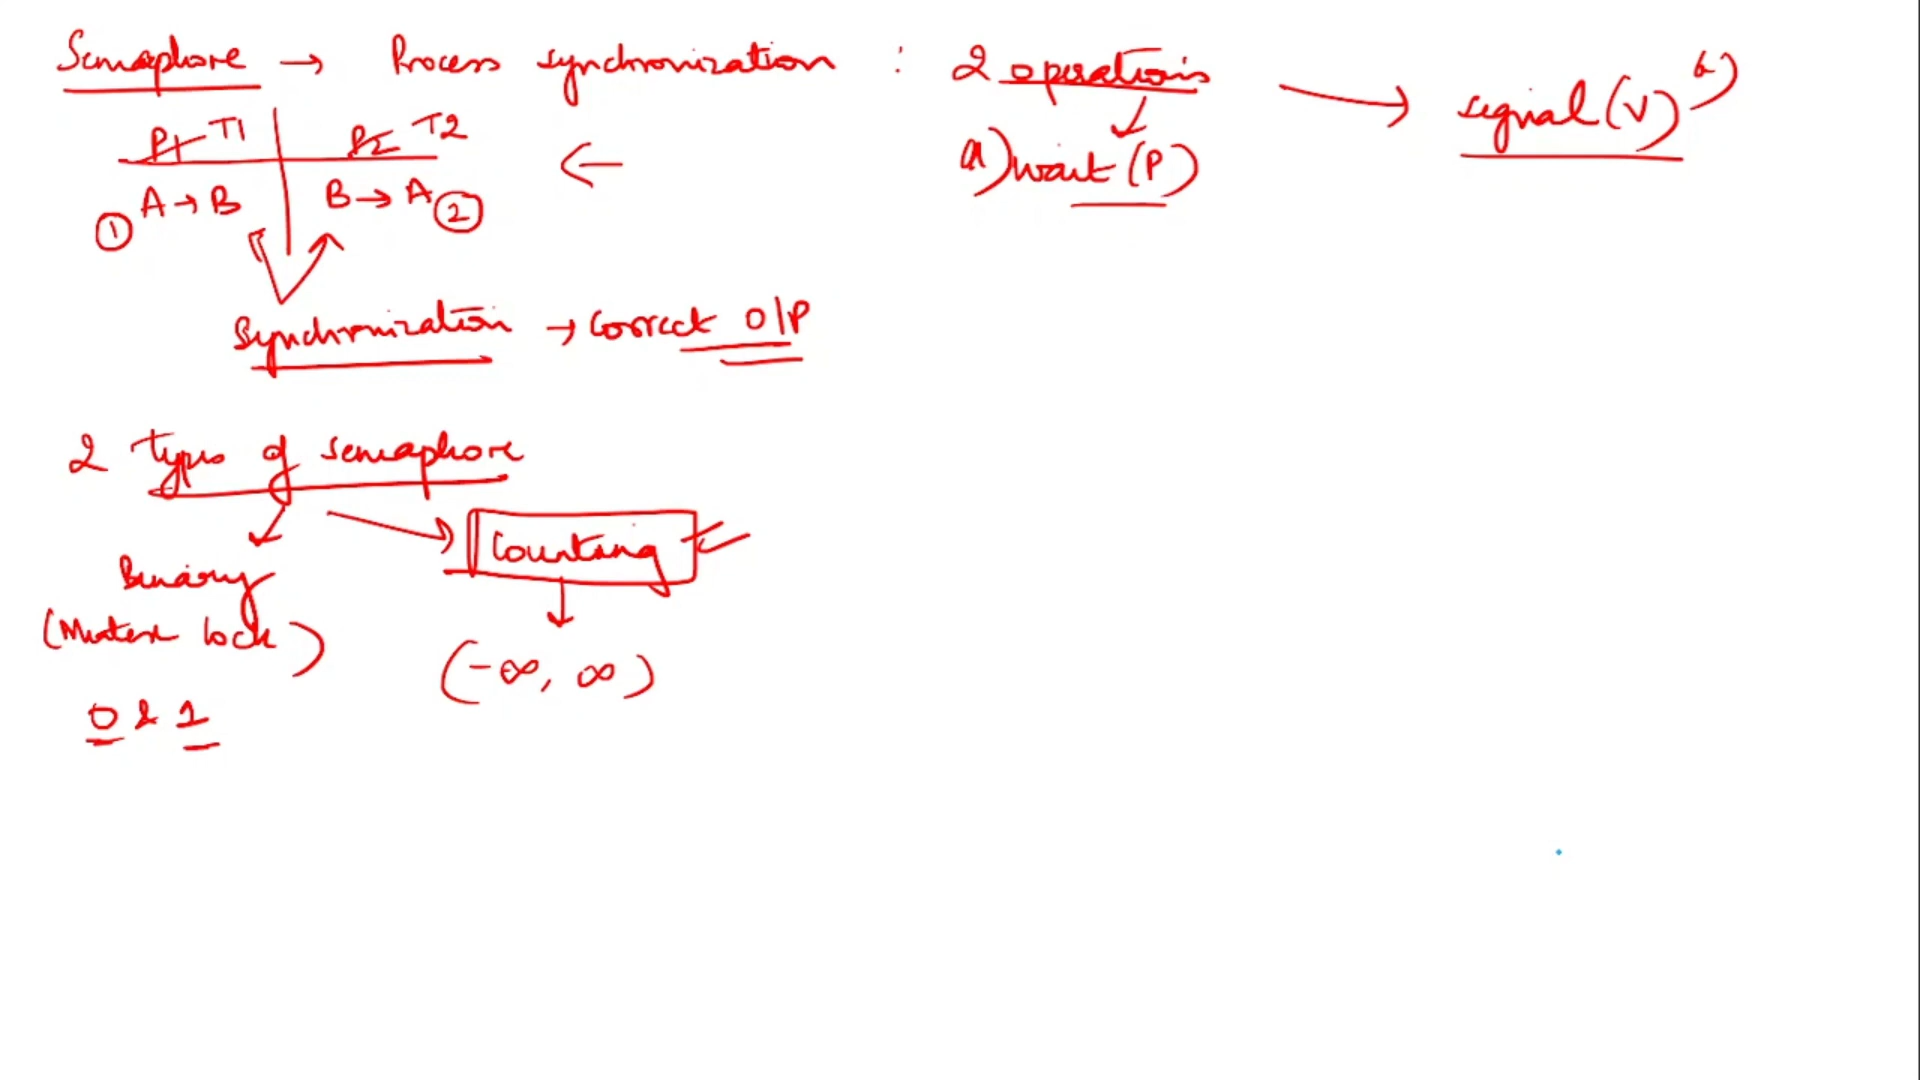 Semaphore → Process synchronization : 2 operations → signal(V) b)
a) wait (P)
P1 T1 P2 T2 ←
① A → B B → A ②
Synchronization → correct O/P
2 types of semaphore
Binary Counting
(Mutex lock)
(-∞, ∞)
0 & 1